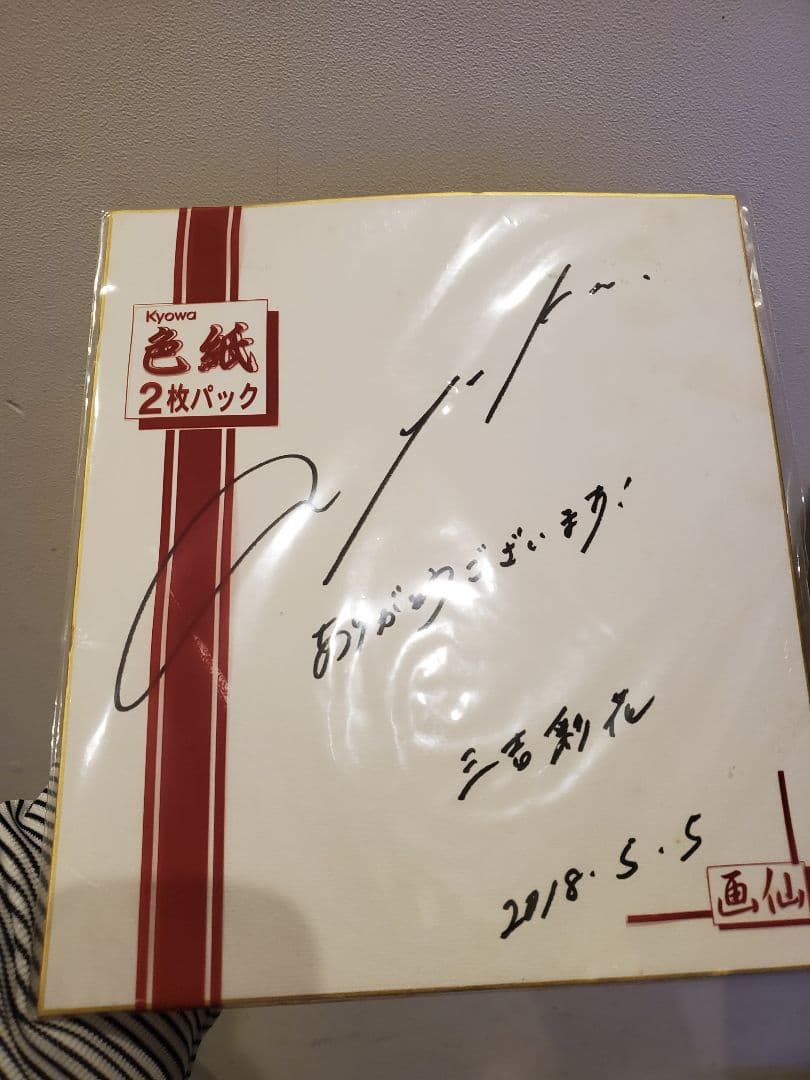 Kyowa
色紙
2枚パック
ありがとうございます!
三吉彩花
2018.5.5
画仙